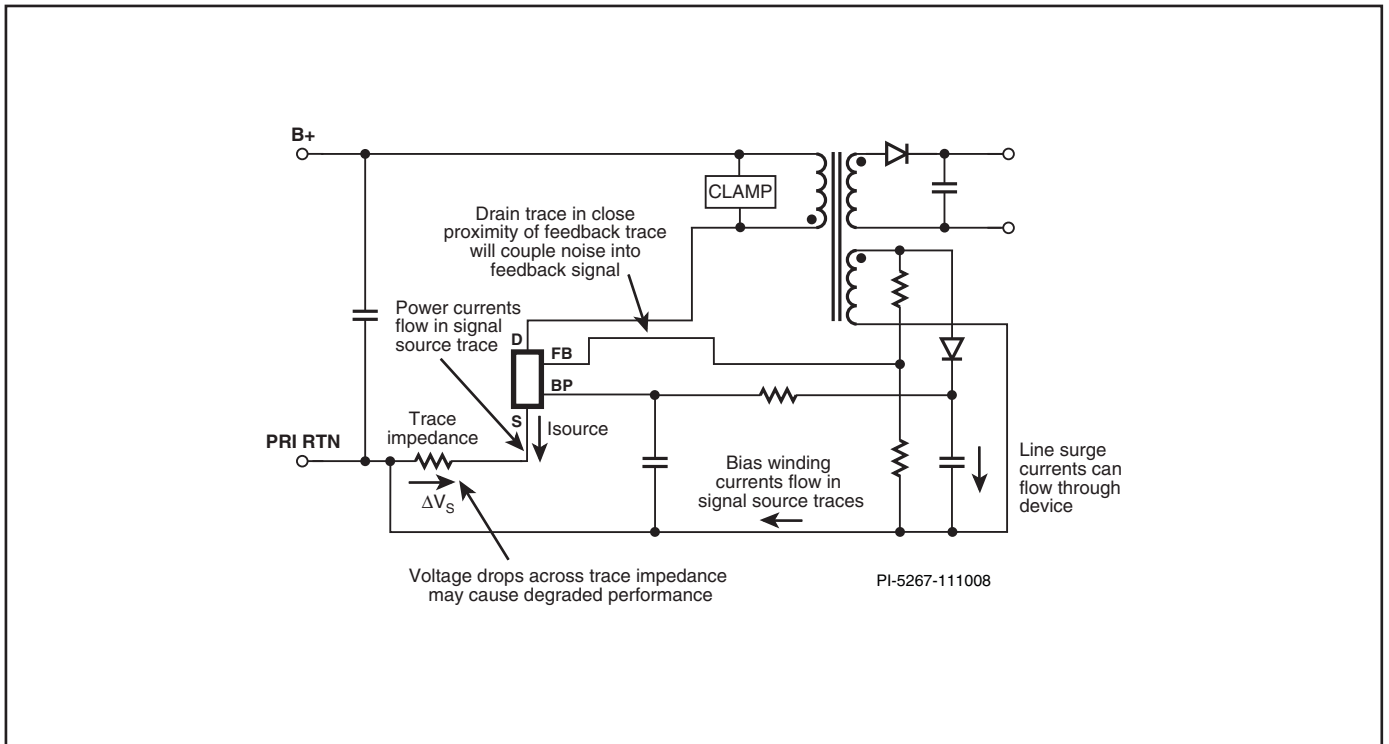 B+
CLAMP
Drain trace in close
proximity of feedback trace
will couple noise into
feedback signal
Power currents
flow in signal
source trace
D
FB
BP
S
Isource
Trace
impedance
PRI RTN
ΔVS
Bias winding
currents flow in
signal source traces
Line surge
currents can
flow through
device
Voltage drops across trace impedance
may cause degraded performance
PI-5267-111008